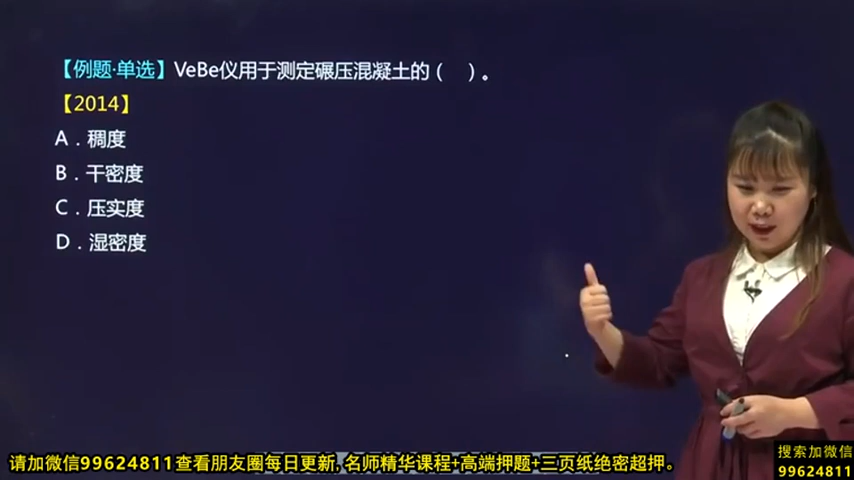 【例题·单选】VeBe仪用于测定碾压混凝土的（　）。
【2014】
A．稠度
B．干密度
C．压实度
D．湿密度
请加微信99624811查看朋友圈每日更新,名师精华课程+高端押题+三页纸绝密超押。
搜索加微信
99624811